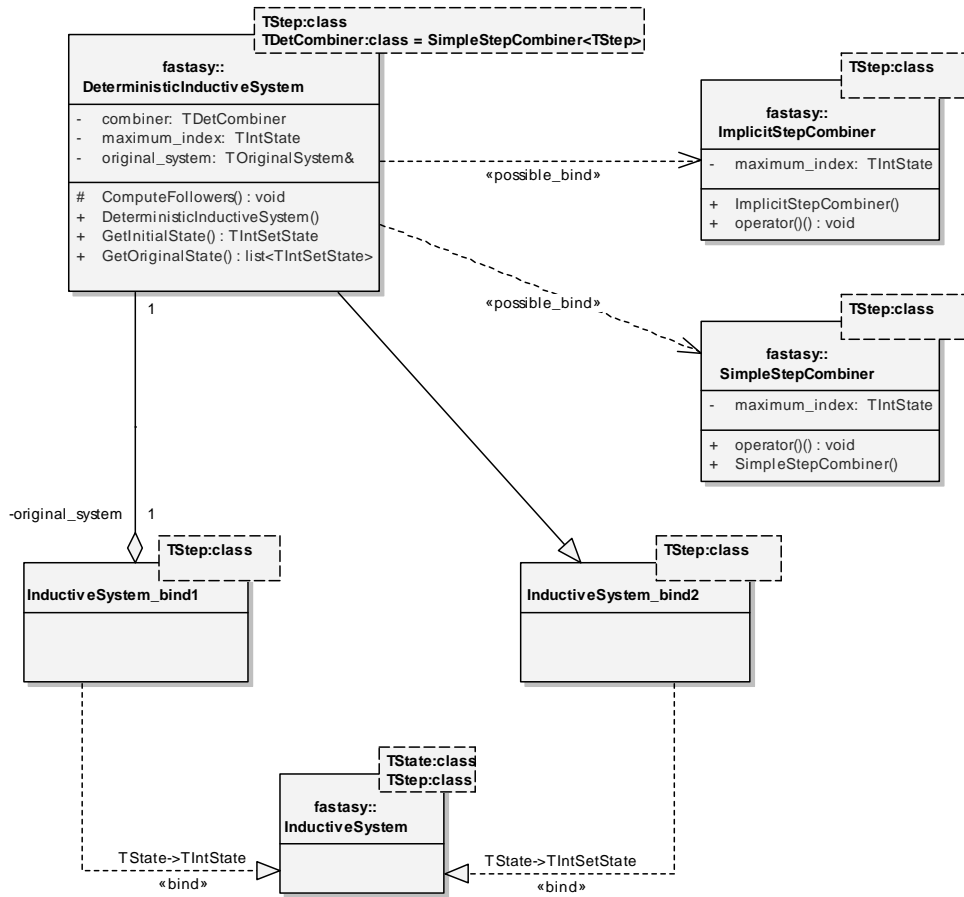 TStep:class
TDetCombiner:class = SimpleStepCombiner<TStep>
fastasy::
DeterministicInductiveSystem
- combiner: TDetCombiner
- maximum_index: TIntState
- original_system: TOriginalSystem&
# ComputeFollowers() : void
+ DeterministicInductiveSystem()
+ GetInitialState() : TIntSetState
+ GetOriginalState() : list<TIntSetState>
TStep:class
fastasy::
ImplicitStepCombiner
- maximum_index: TIntState
+ ImplicitStepCombiner()
+ operator()() : void
«possible_bind»
«possible_bind»
TStep:class
fastasy::
SimpleStepCombiner
- maximum_index: TIntState
+ operator()() : void
+ SimpleStepCombiner()
1
-original_system 1
TStep:class
InductiveSystem_bind1
TStep:class
InductiveSystem_bind2
TState:class
TStep:class
fastasy::
InductiveSystem
TState->TIntState
«bind»
TState->TIntSetState
«bind»